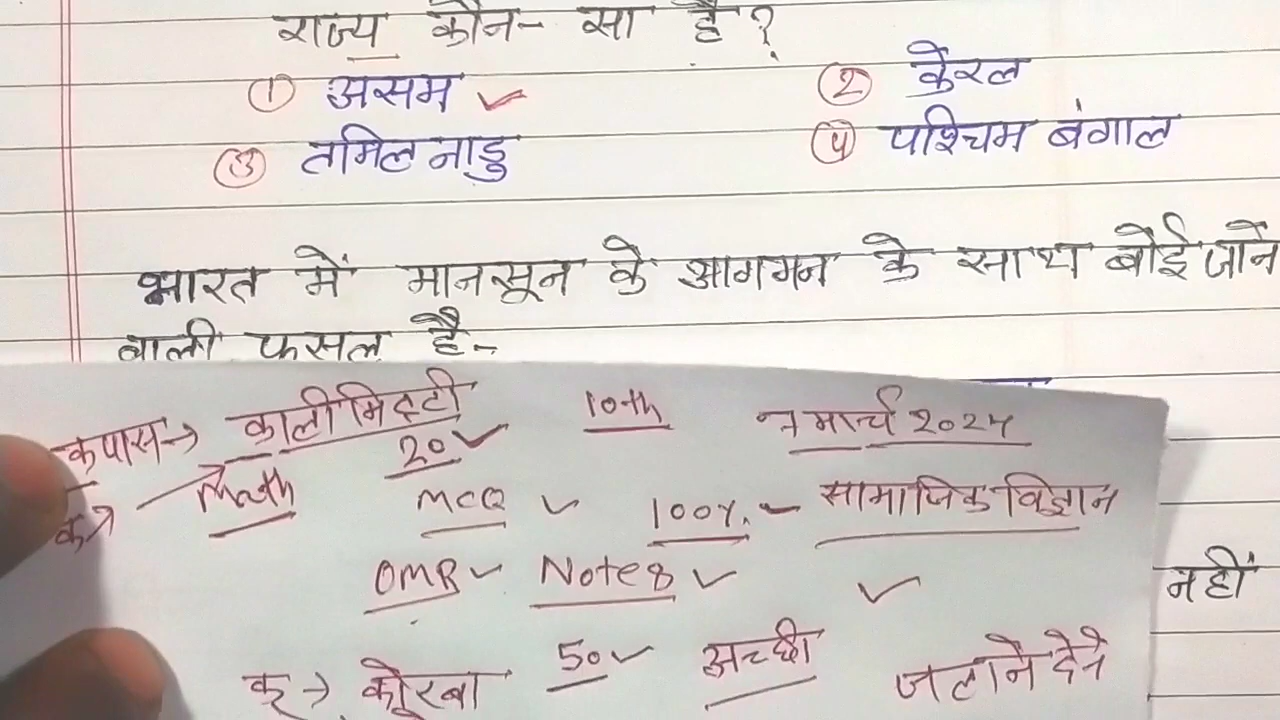 राज्य कौन-सा है?
① असम ✓ ② केरल
③ तमिलनाडु ④ पश्चिम बंगाल
भारत में मानसून के आगमन के साथ बोई जाने
वाली फसल है-
कपास→ काली मिट्टी 10th मार्च 2024
20✓
क→ Math MCQ ✓ 100% - सामाजिक विज्ञान
OMR ✓ Notes ✓ ✓
नहीं
क→ कोरबा 50✓ अच्छी जलाने देने